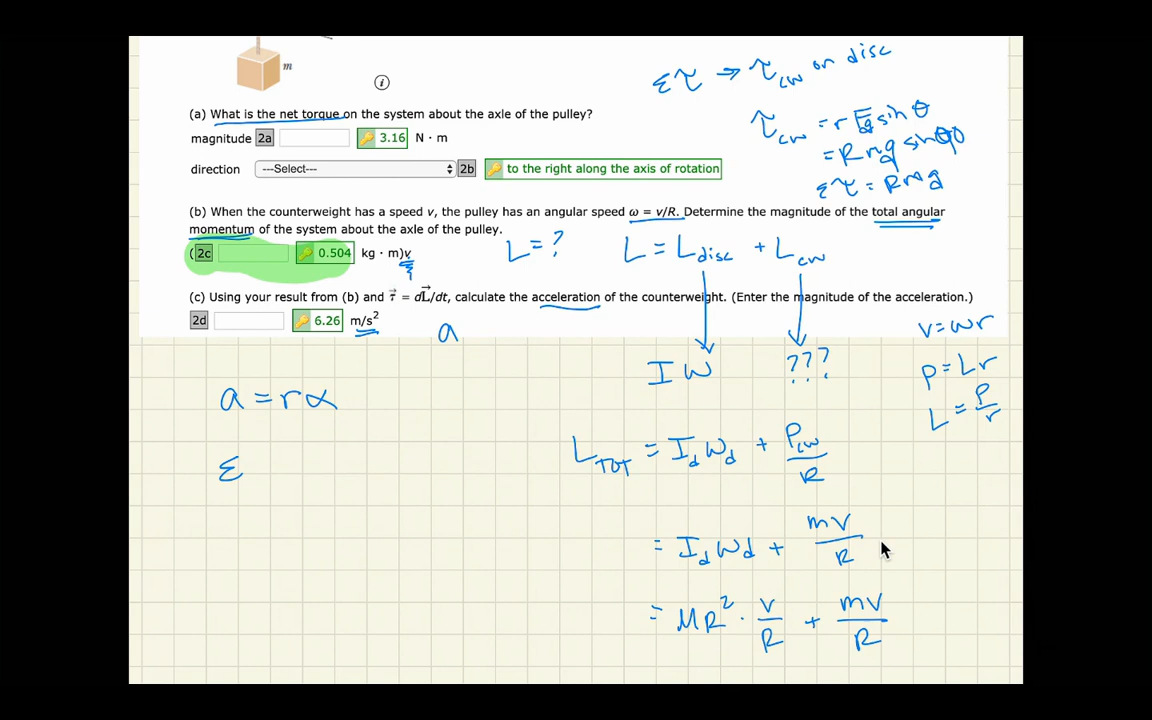 m
i
Στ → τcw on disc
(a) What is the net torque on the system about the axle of the pulley?
magnitude 2a 3.16 N · m
τcw = r Fg sin θ
= R m g sin 90
direction ---Select--- 2b to the right along the axis of rotation
Στ = R m g
(b) When the counterweight has a speed v, the pulley has an angular speed ω = v/R. Determine the magnitude of the total angular
momentum of the system about the axle of the pulley.
(2c 0.504 kg · m)v
L = ? L = Ldisc + Lcw
(c) Using your result from (b) and τ⃗ = dL⃗/dt, calculate the acceleration of the counterweight. (Enter the magnitude of the acceleration.)
2d 6.26 m/s²
a
v = ωr
I ω ???
p = Lr
a = rα
L = p/r
LTOT = Idωd + Pcw/R
Σ
= Idωd + mv/R
= MR² · v/R + mv/R